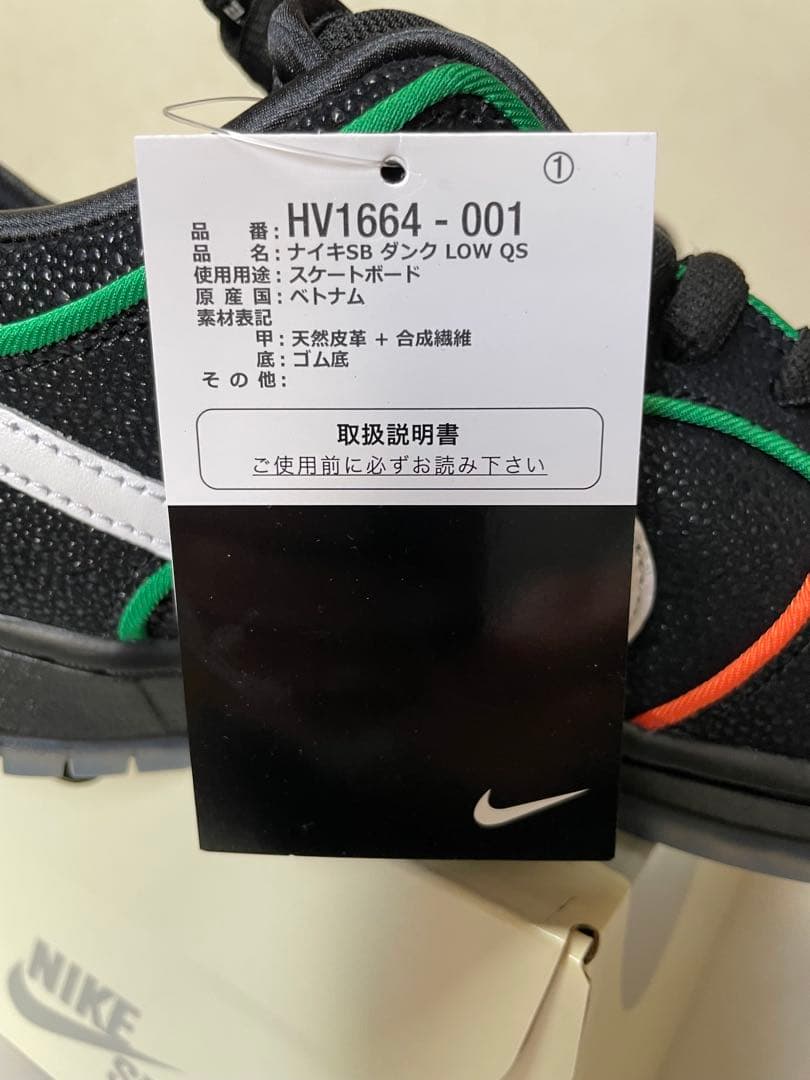 ①
品 番: HV1664 - 001
品 名: ナイキSB ダンク LOW QS
使用用途: スケートボード
原 産 国: ベトナム
素材表記
甲: 天然皮革 + 合成繊維
底: ゴム底
そ の 他:
取扱説明書
ご使用前に必ずお読み下さい
NIKE